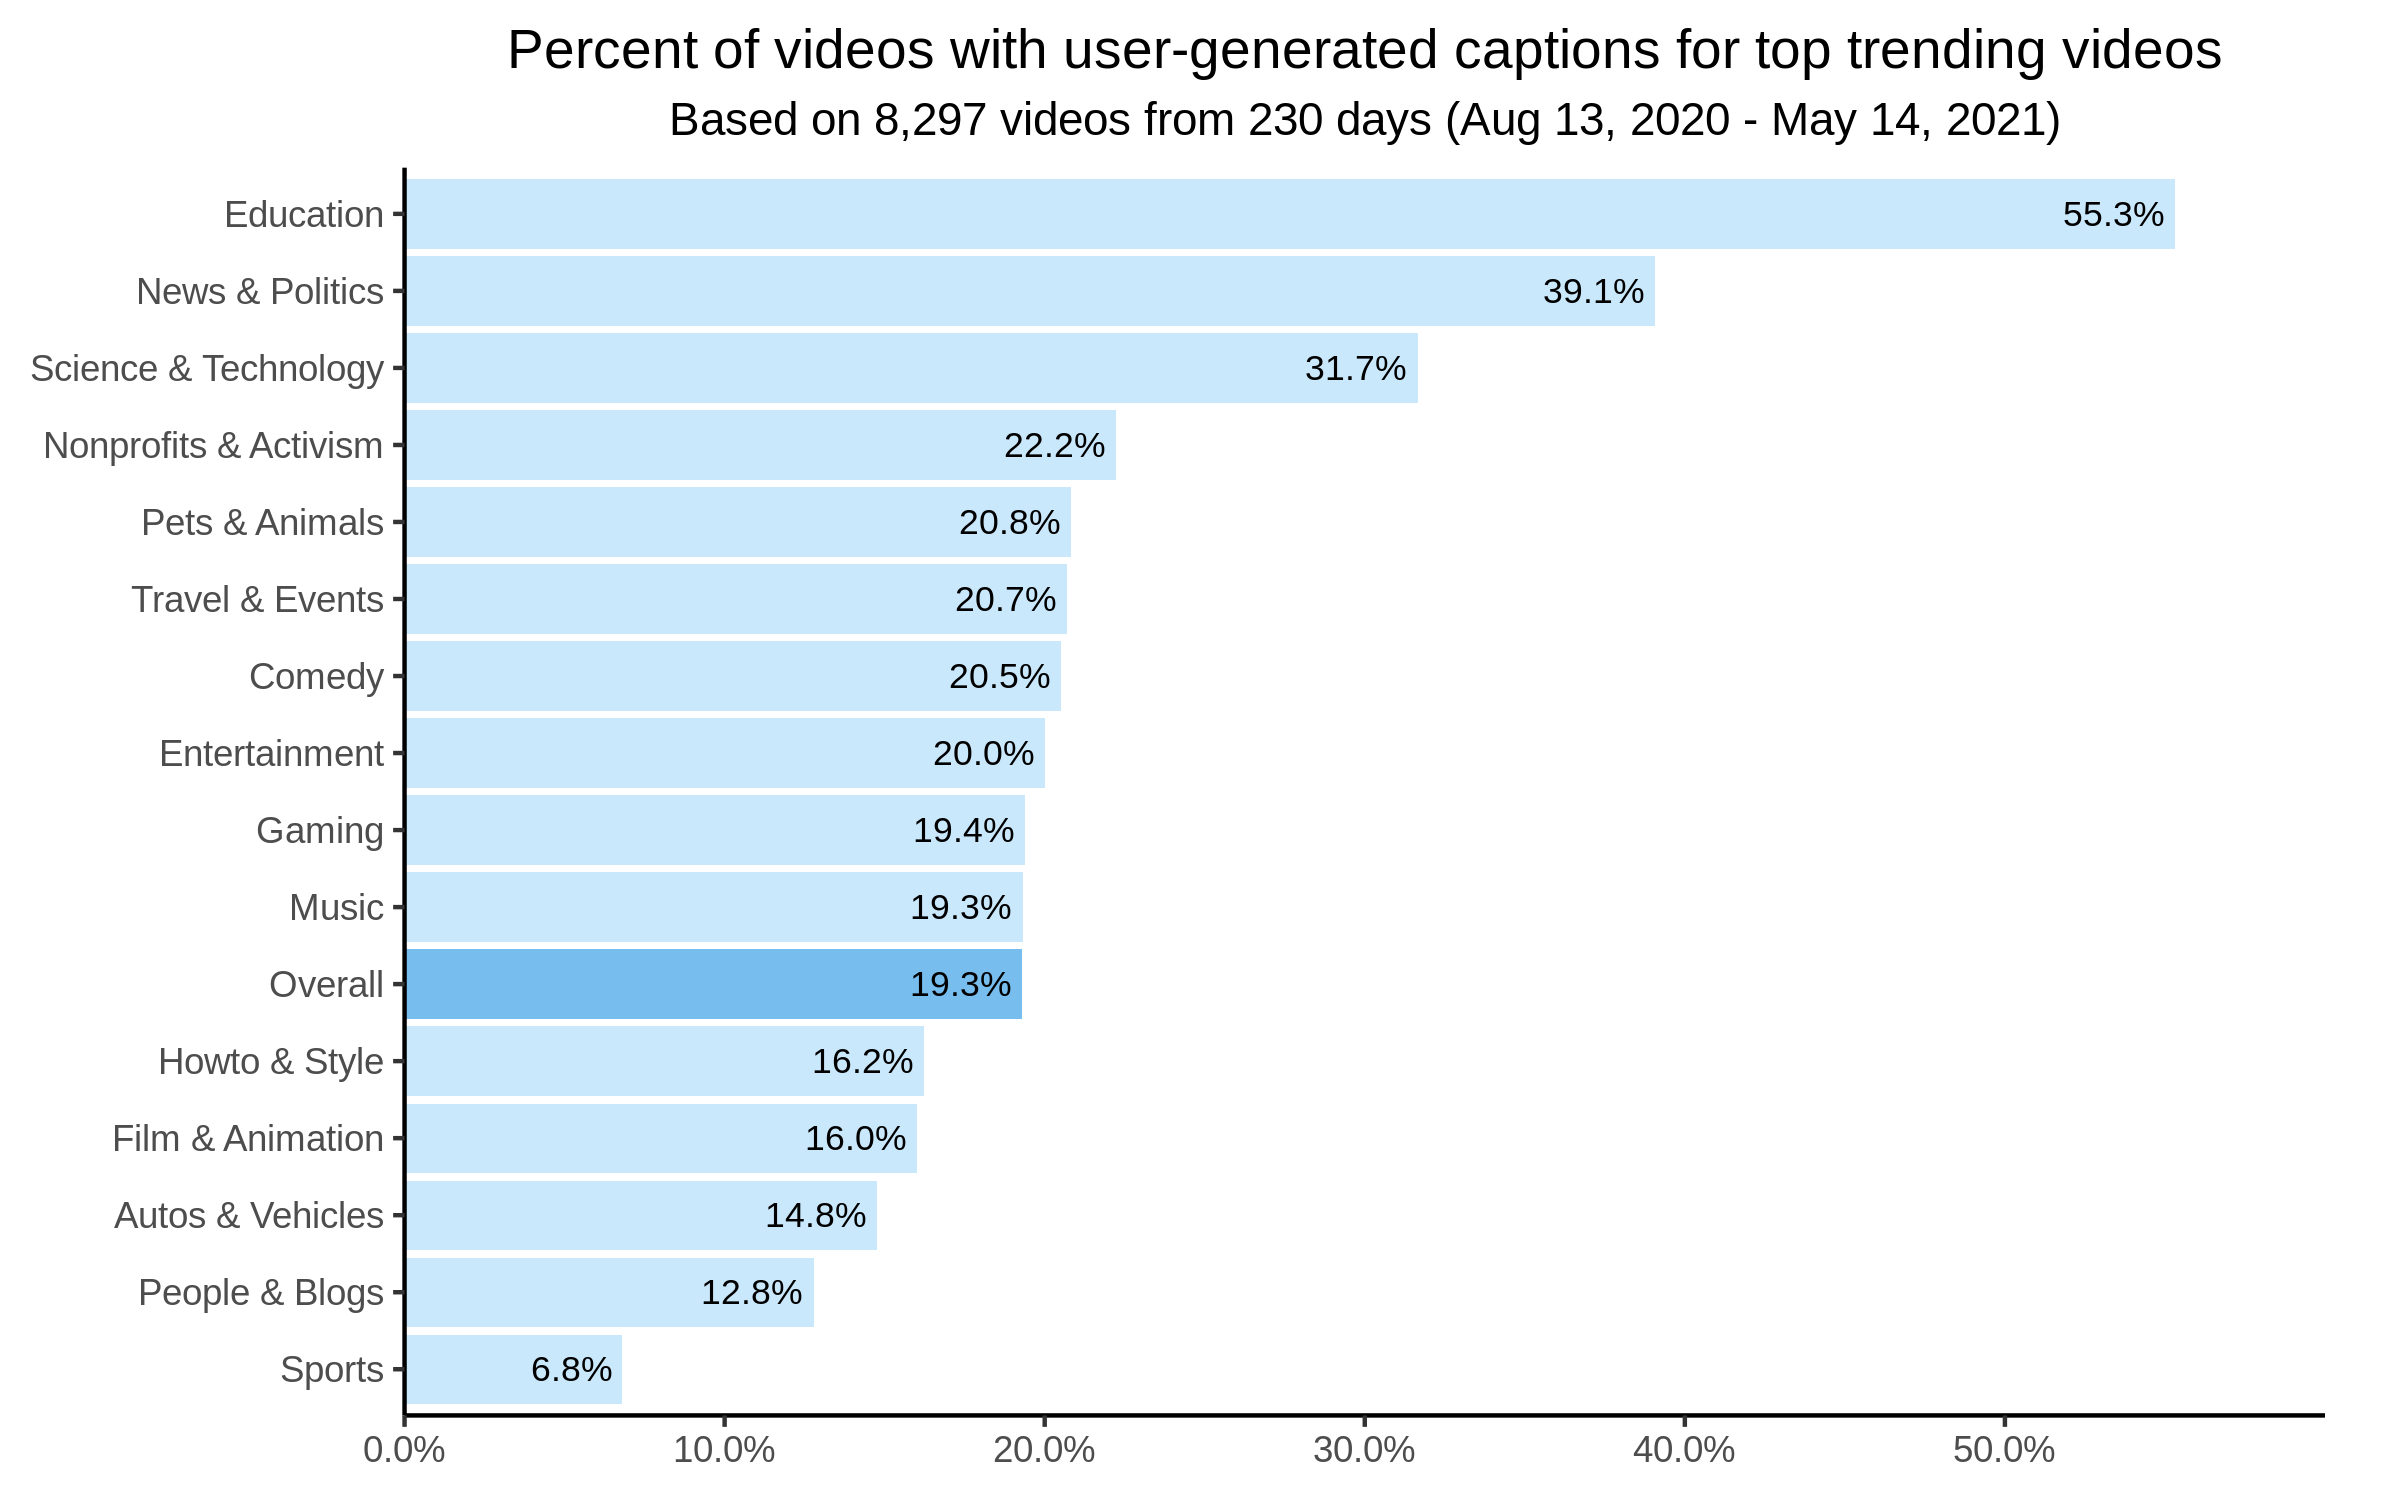 Percent of videos with user-generated captions for top trending videos
Based on 8,297 videos from 230 days (Aug 13, 2020 - May 14, 2021)
Education 55.3%
News & Politics 39.1%
Science & Technology 31.7%
Nonprofits & Activism 22.2%
Pets & Animals 20.8%
Travel & Events 20.7%
Comedy 20.5%
Entertainment 20.0%
Gaming 19.4%
Music 19.3%
Overall 19.3%
Howto & Style 16.2%
Film & Animation 16.0%
Autos & Vehicles 14.8%
People & Blogs 12.8%
Sports 6.8%
0.0% 10.0% 20.0% 30.0% 40.0% 50.0%